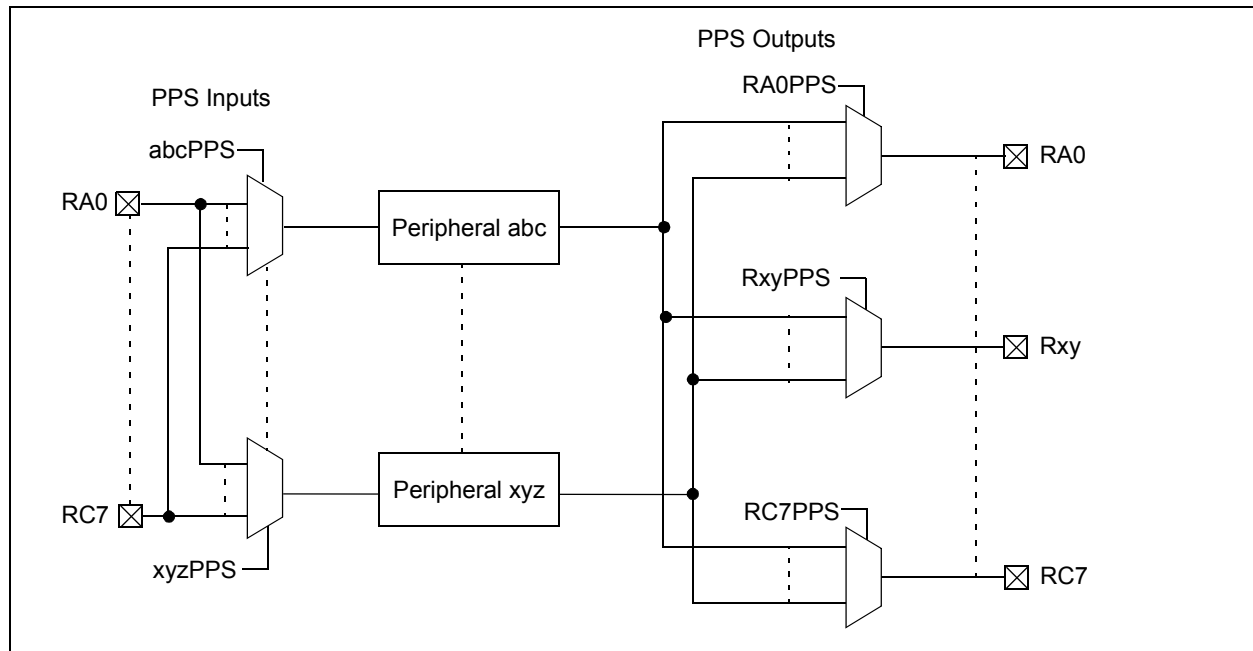 PPS Outputs
RA0PPS
PPS Inputs
abcPPS
RA0
RA0
Peripheral abc
RxyPPS
Rxy
Peripheral xyz
RC7
RC7PPS
xyzPPS
RC7